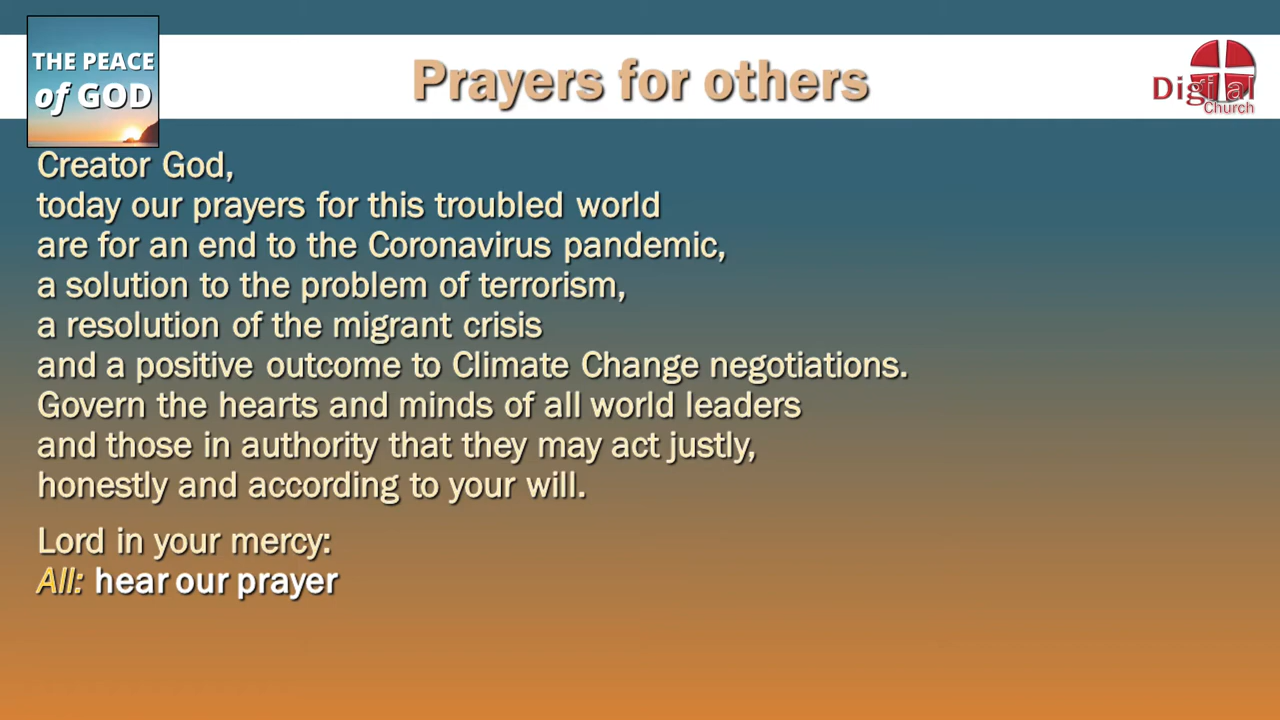 THE PEACE
of GOD
Prayers for others
Digital
Church
Creator God,
today our prayers for this troubled world
are for an end to the Coronavirus pandemic,
a solution to the problem of terrorism,
a resolution of the migrant crisis
and a positive outcome to Climate Change negotiations.
Govern the hearts and minds of all world leaders
and those in authority that they may act justly,
honestly and according to your will.
Lord in your mercy:
All: hear our prayer